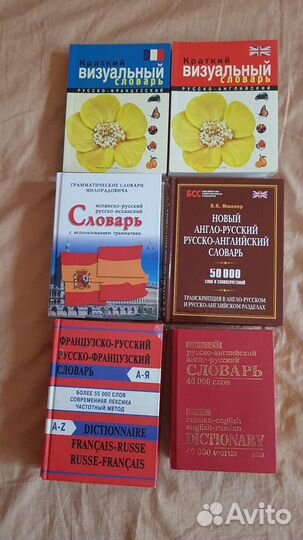 Краткий
ВИЗУАЛЬНЫЙ
словарь
РУССКО-ФРАНЦУЗСКИЙ
Краткий
ВИЗУАЛЬНЫЙ
словарь
РУССКО-АНГЛИЙСКИЙ
ГРАММАТИЧЕСКИЕ СЛОВАРИ
МИЛОРАДОВИЧА
испанско-русский
русско-испанский
Словарь
с использованием грамматики
БСС
В.К. Мюллер
НОВЫЙ
АНГЛО-РУССКИЙ
РУССКО-АНГЛИЙСКИЙ
СЛОВАРЬ
50 000
СЛОВ И СЛОВОСОЧЕТАНИЙ
ТРАНСКРИПЦИЯ В АНГЛО-РУССКОМ
И РУССКО-АНГЛИЙСКОМ РАЗДЕЛАХ
ФРАНЦУЗСКО-РУССКИЙ
РУССКО-ФРАНЦУЗСКИЙ
СЛОВАРЬ
А-Я
БОЛЕЕ 55 000 СЛОВ
СОВРЕМЕННАЯ ЛЕКСИКА
ЧАСТОТНЫЙ МЕТОД
A-Z
DICTIONNAIRE
FRANÇAIS-RUSSE
RUSSE-FRANÇAIS
русско-английский
англо-русский
СЛОВАРЬ
40 000 слов
russian-english
english-russian
DICTIONARY
40 000 words
Avito